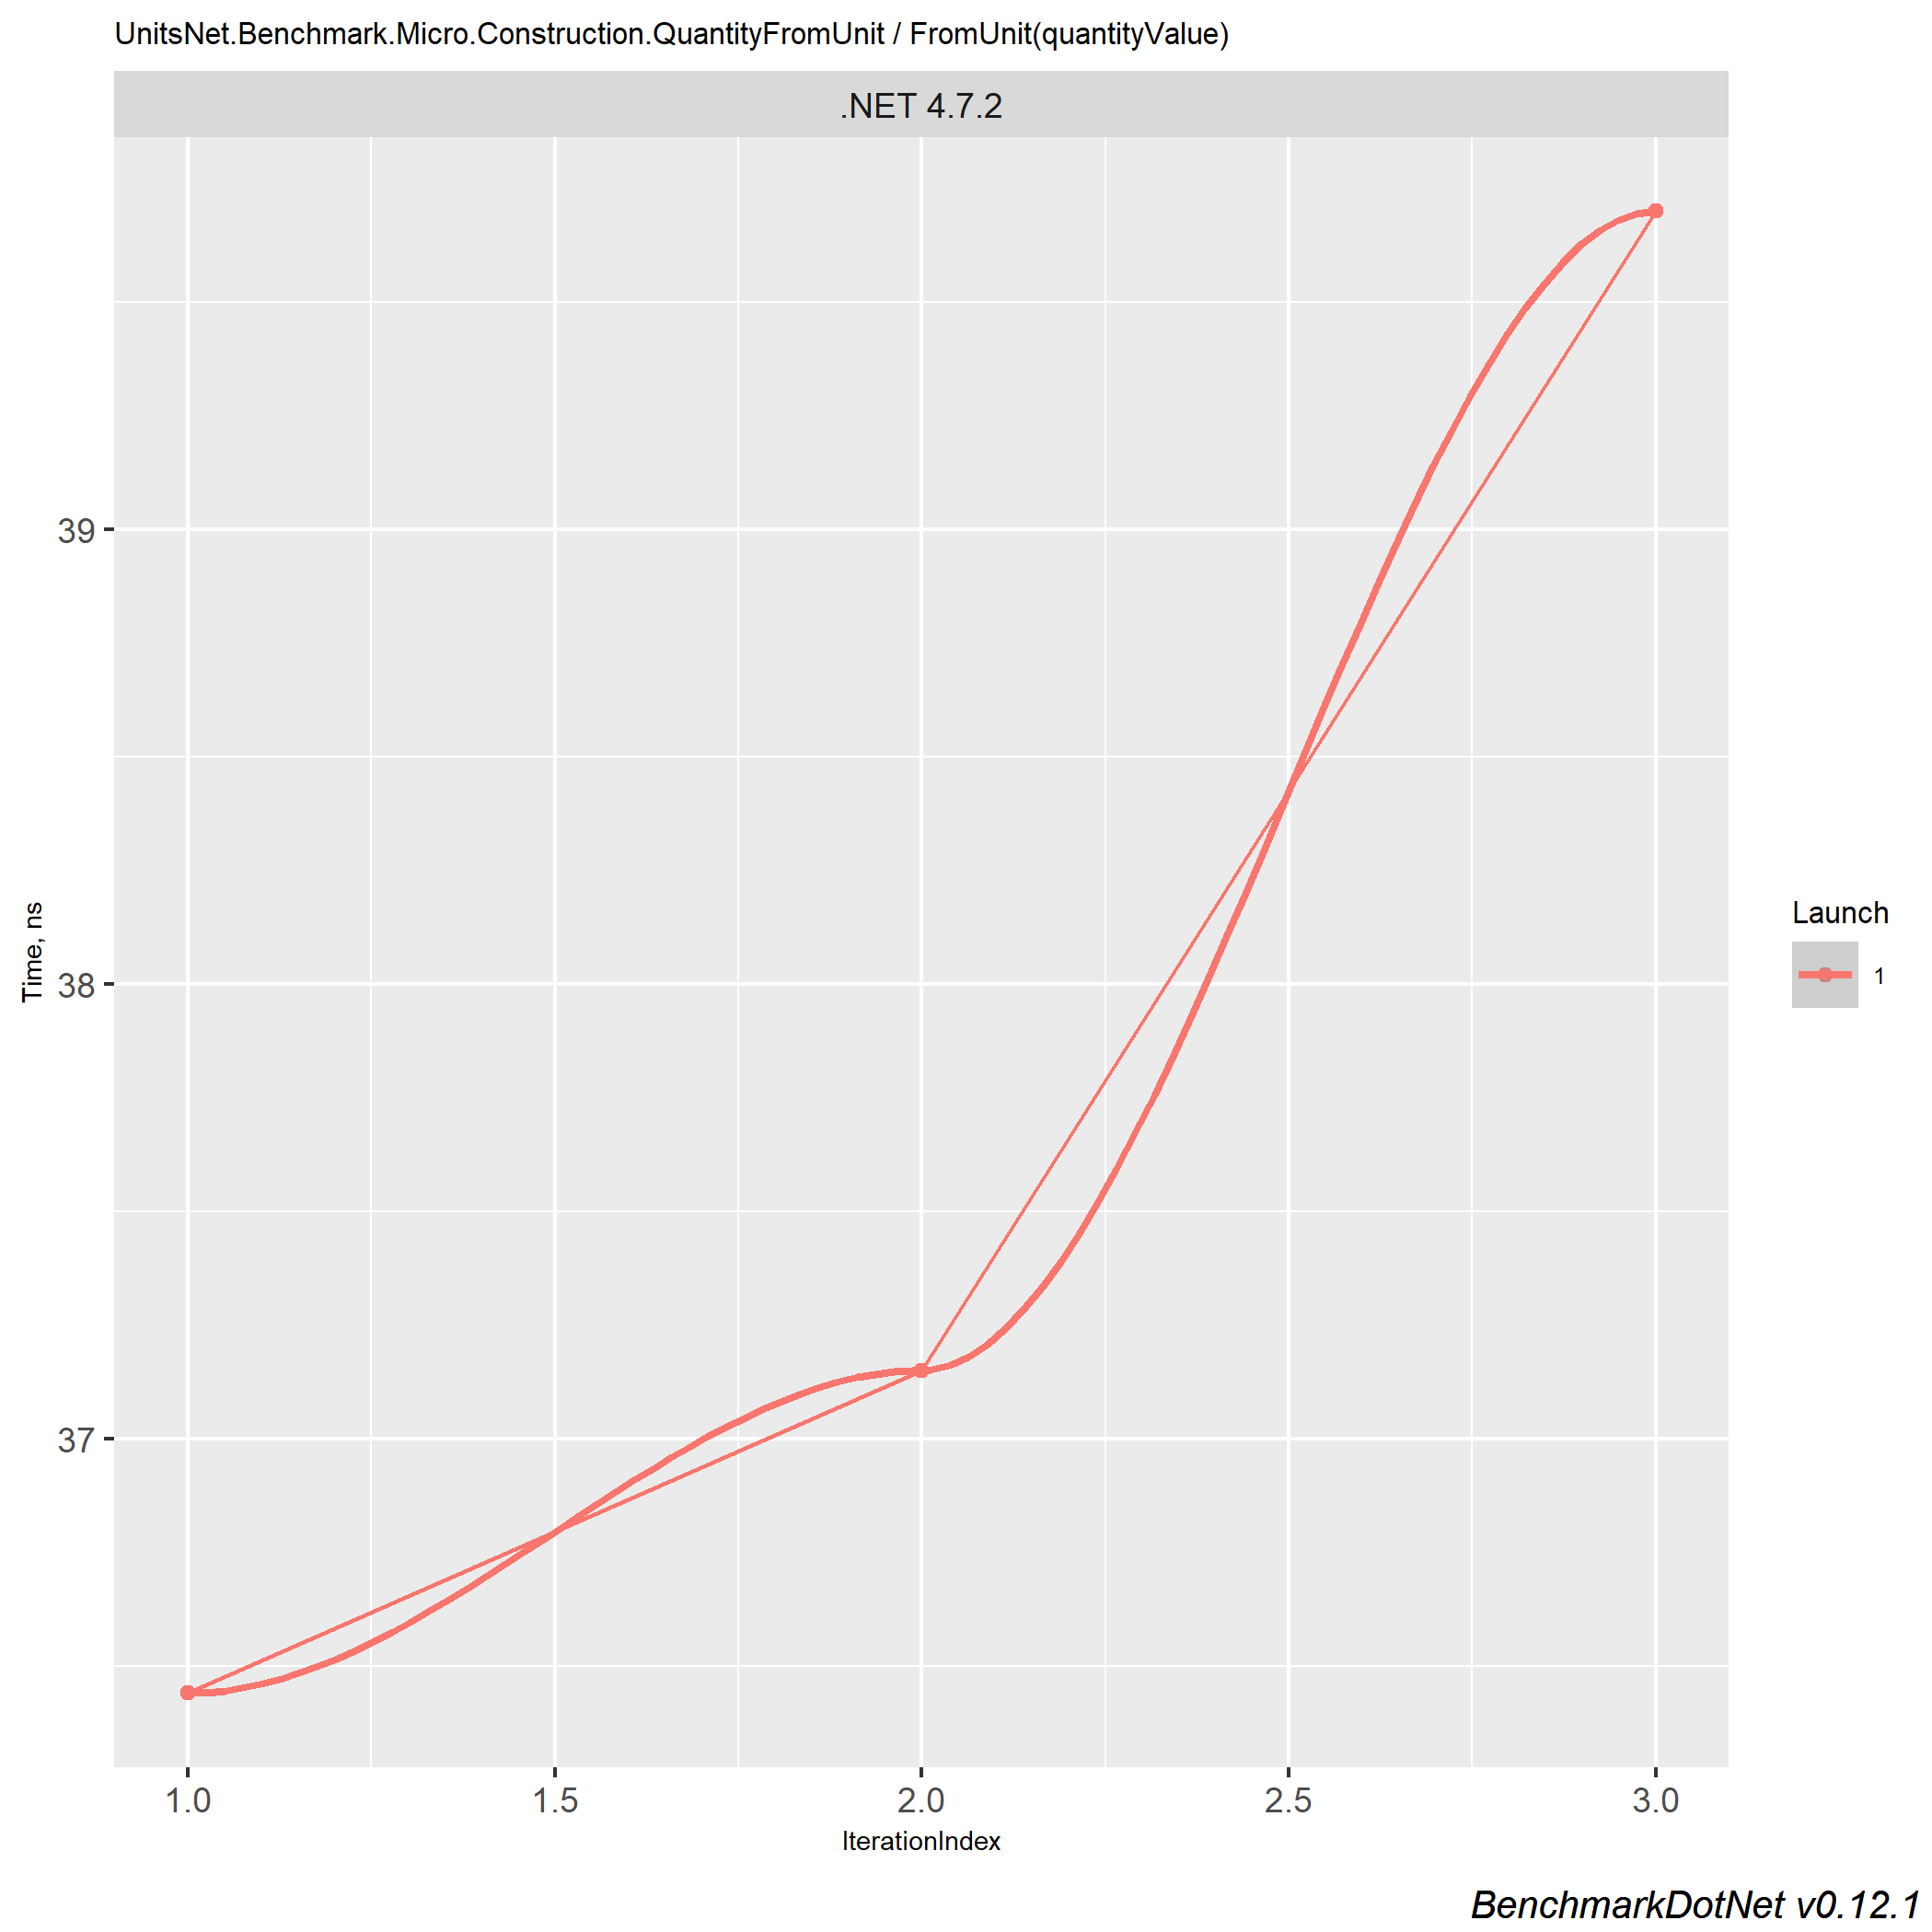 UnitsNet.Benchmark.Micro.Construction.QuantityFromUnit / FromUnit(quantityValue)
.NET 4.7.2
39
38
37
Time, ns
1.0 1.5 2.0 2.5 3.0
IterationIndex
Launch
1
BenchmarkDotNet v0.12.1